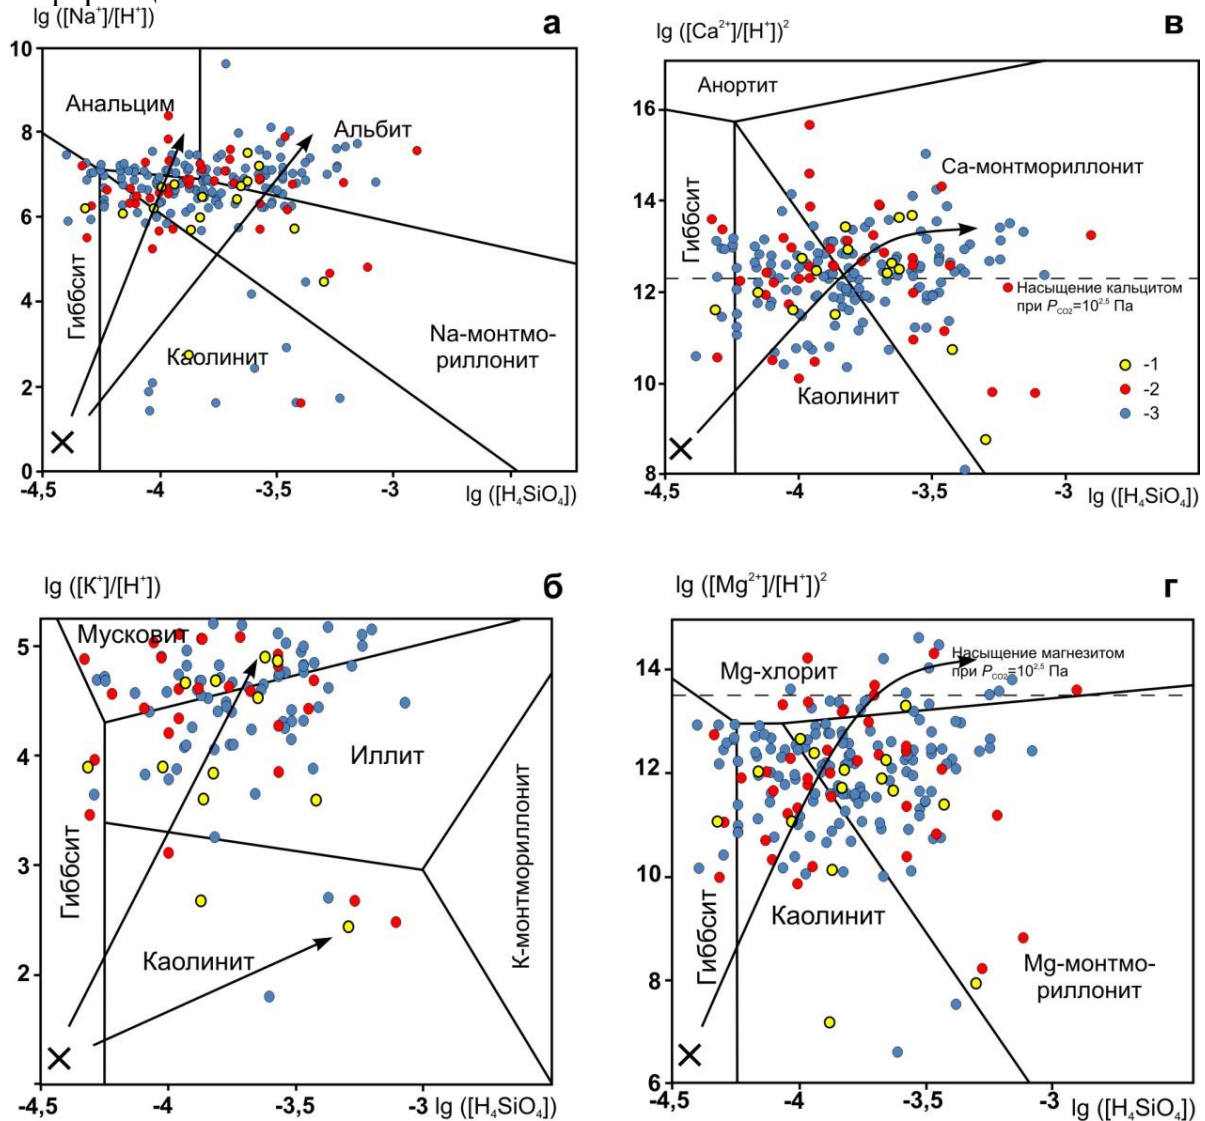 lg ([Na⁺]/[H⁺])
а
10
8
6
4
2
0
Анальцим
Альбит
Гиббсит
Каолинит
Na-монтмо-
риллонит
-4,5
-4
-3,5
-3
lg ([H₄SiO₄])
lg ([Ca²⁺]/[H⁺])²
в
16
14
12
10
8
Анортит
Ca-монтмориллонит
Гиббсит
Насыщение кальцитом
при P_CO2=10^2.5 Па
-1
-2
-3
Каолинит
-4,5
-4
-3,5
-3
lg ([H₄SiO₄])
lg ([К⁺]/[H⁺])
б
5
4
3
2
Мусковит
Иллит
Гиббсит
Каолинит
К-монтмориллонит
-4,5
-4
-3,5
-3
lg ([H₄SiO₄])
lg ([Mg²⁺]/[H⁺])²
г
14
12
10
8
6
Mg-хлорит
Насыщение магнезитом
при P_CO2=10^2.5 Па
Гиббсит
Каолинит
Mg-монтмо-
риллонит
-4,5
-4
-3,5
-3
lg ([H₄SiO₄])